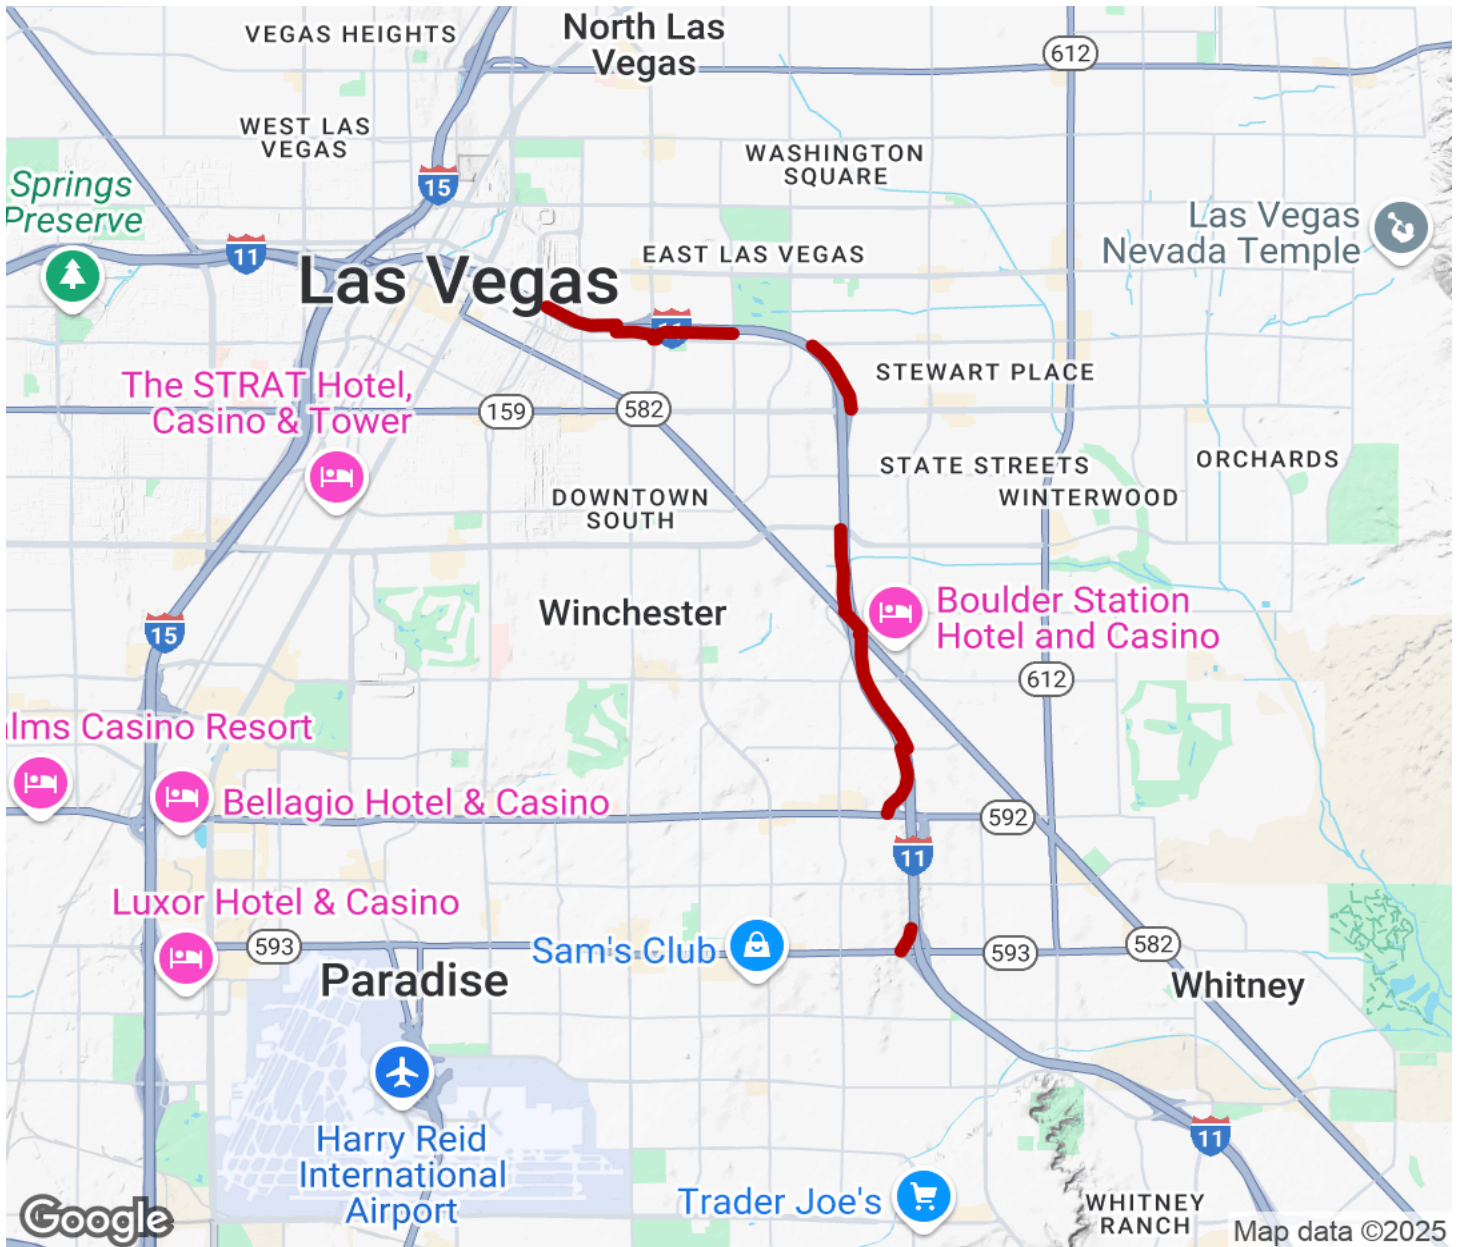 VEGAS HEIGHTS
North Las
Vegas
612
WEST LAS
VEGAS
WASHINGTON
SQUARE
15
Springs
Preserve
Las Vegas
Nevada Temple
11
EAST LAS VEGAS
Las Vegas
11
STEWART PLACE
The STRAT Hotel,
Casino & Tower
159
582
STATE STREETS
ORCHARDS
DOWNTOWN
SOUTH
WINTERWOOD
Winchester
Boulder Station
Hotel and Casino
15
612
lms Casino Resort
Bellagio Hotel & Casino
592
11
Luxor Hotel & Casino
593
Sam's Club
593
582
Paradise
Whitney
Harry Reid
International
Airport
11
Trader Joe's
WHITNEY
RANCH
Google
Map data ©2025